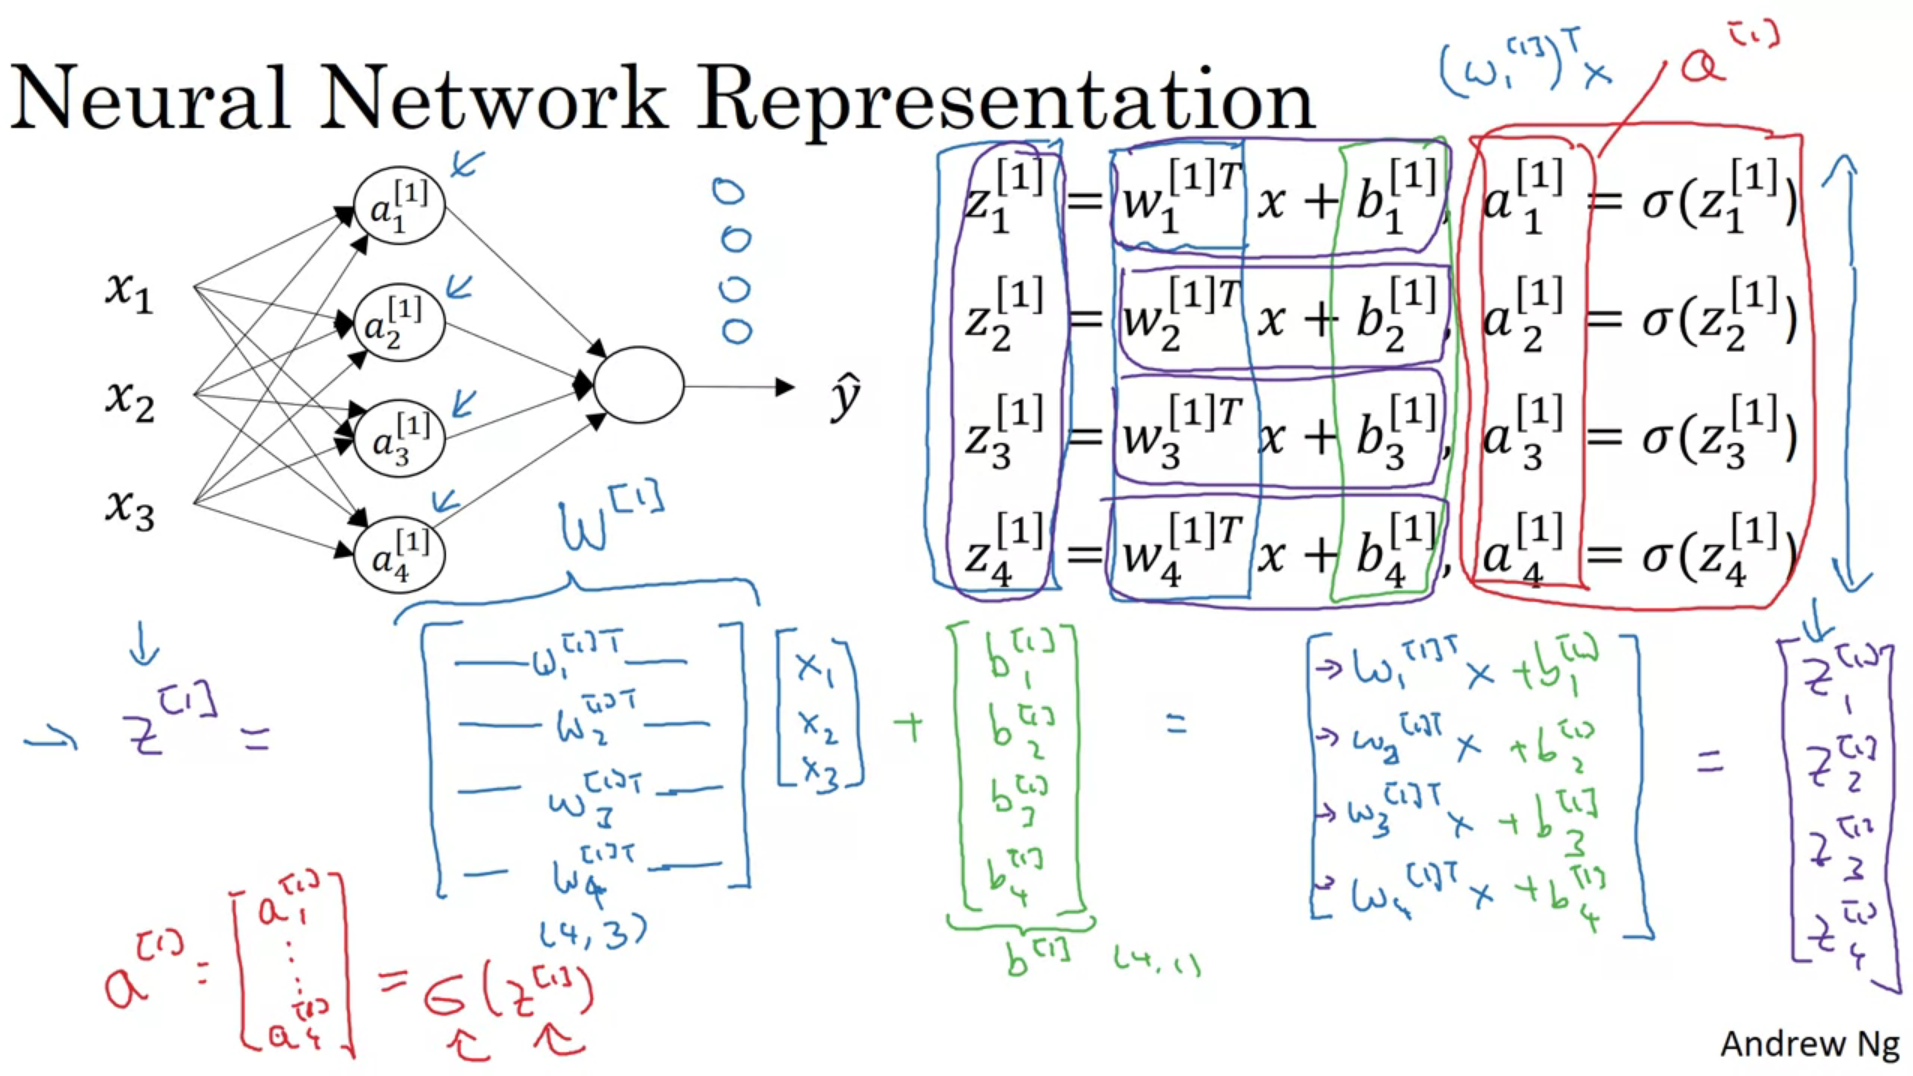 (w₁^[1])^T x
a^[1]
Neural Network Representation
x₁
x₂
x₃
a₁^[1]
a₂^[1]
a₃^[1]
a₄^[1]
ŷ
z₁^[1] = w₁^[1]T x + b₁^[1], a₁^[1] = σ(z₁^[1])
z₂^[1] = w₂^[1]T x + b₂^[1], a₂^[1] = σ(z₂^[1])
z₃^[1] = w₃^[1]T x + b₃^[1], a₃^[1] = σ(z₃^[1])
z₄^[1] = w₄^[1]T x + b₄^[1], a₄^[1] = σ(z₄^[1])
W^[1]
→ z^[1] =
w₁^[1]T
w₂^[1]T
w₃^[1]T
w₄^[1]T
(4, 3)
x₁
x₂
x₃
+
b₁^[1]
b₂^[1]
b₃^[1]
b₄^[1]
b^[1] (4, 1)
=
→ w₁^[1]T x + b₁^[1]
→ w₂^[1]T x + b₂^[1]
→ w₃^[1]T x + b₃^[1]
→ w₄^[1]T x + b₄^[1]
=
z₁^[1]
z₂^[1]
z₃^[1]
z₄^[1]
a^[1] = [a₁^[1] ⋮ a₄^[1]] = σ(z^[1])
Andrew Ng